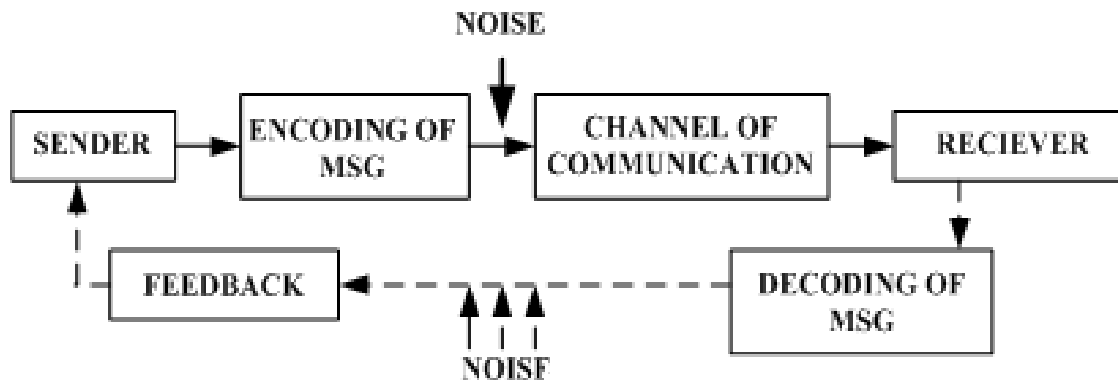 NOISE
SENDER
ENCODING OF
MSG
CHANNEL OF
COMMUNICATION
RECIEVER
FEEDBACK
DECODING OF
MSG
NOISE